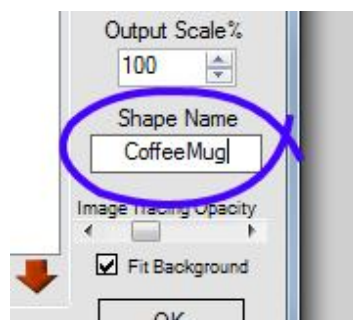 Output Scale%
100
Shape Name
CoffeeMug
Image Tracing Opacity
Fit Background
OK